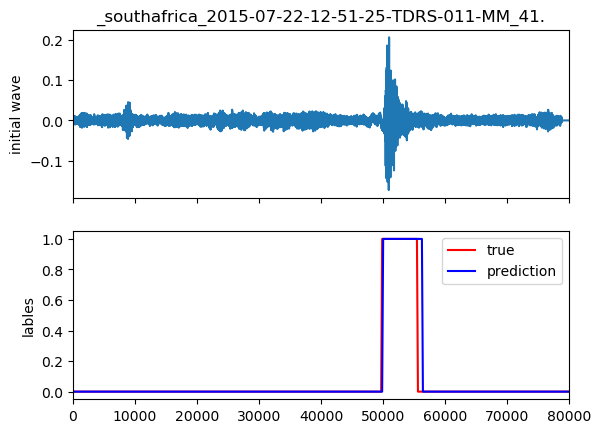 _southafrica_2015-07-22-12-51-25-TDRS-011-MM_41.
0.2
0.1
0.0
−0.1
initial wave
1.0
0.8
0.6
0.4
0.2
0.0
lables
true
prediction
0 10000 20000 30000 40000 50000 60000 70000 80000